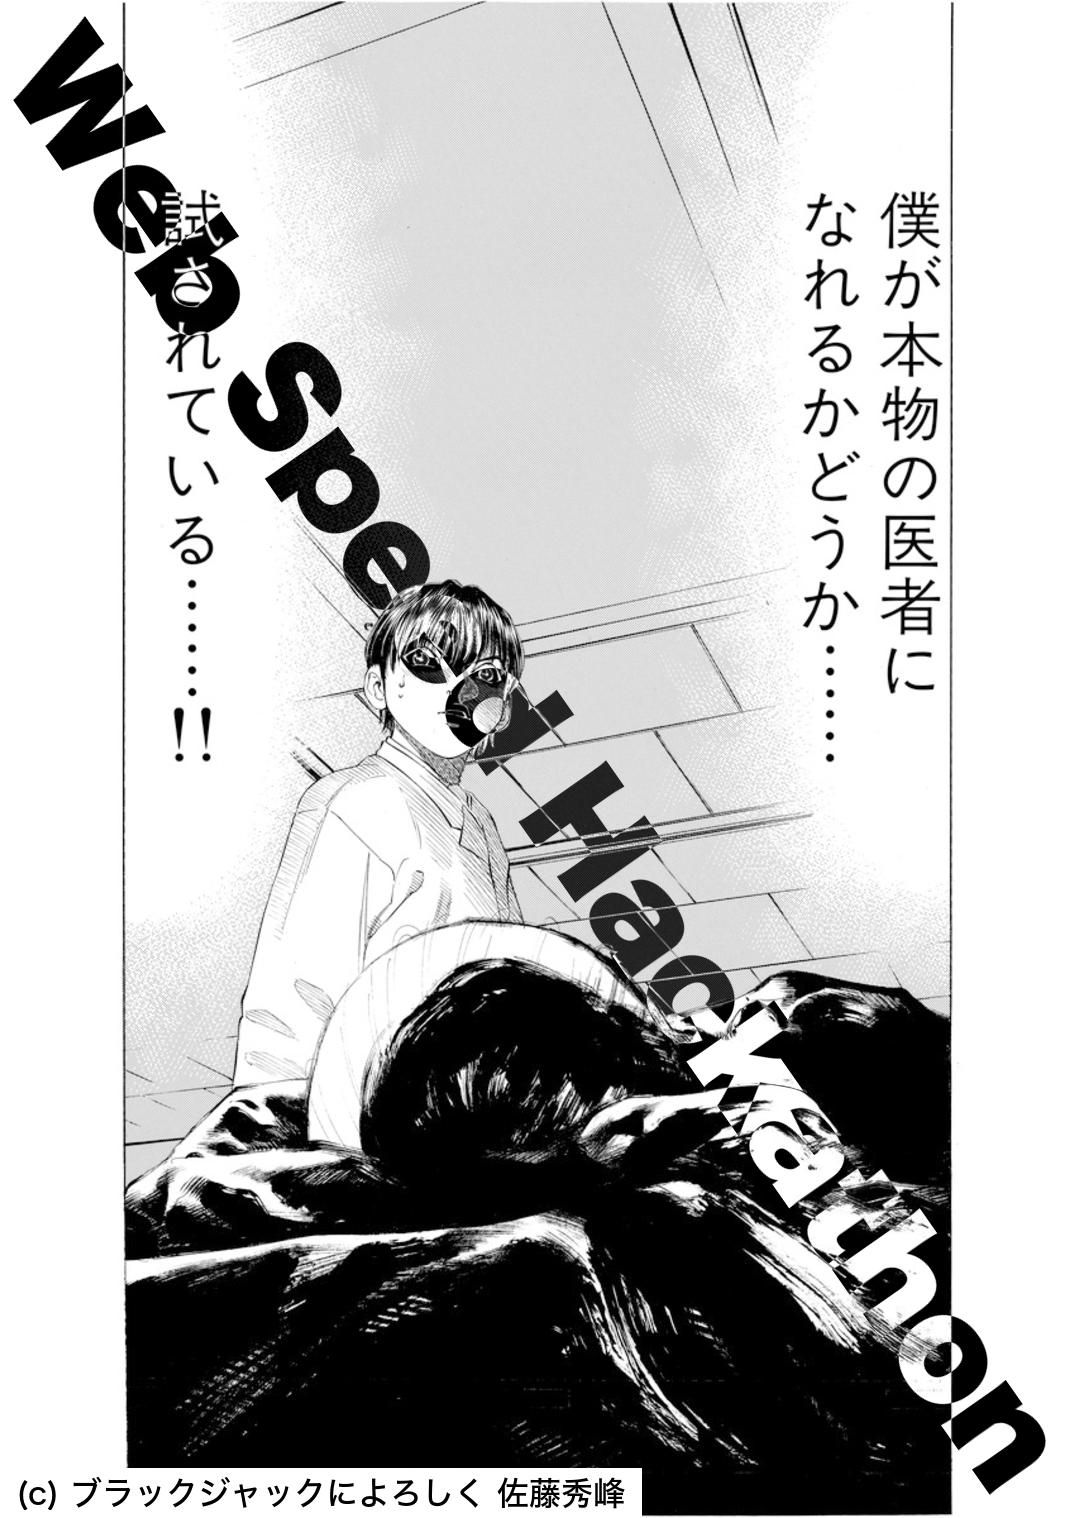 僕が本物の医者に
なれるかどうか……
試されている………!!
Web Speed Hackathon
(c) ブラックジャックによろしく 佐藤秀峰